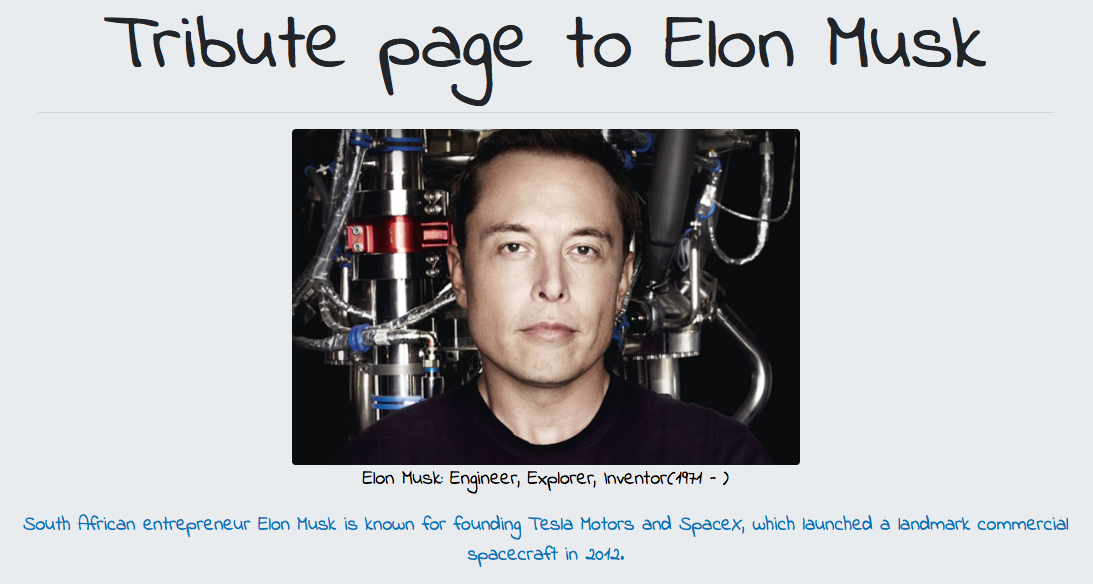 Tribute page to Elon Musk
Elon Musk: Engineer, Explorer, Inventor(1971 - )
South African entrepreneur Elon Musk is known for founding Tesla Motors and SpaceX, which launched a landmark commercial
spacecraft in 2012.